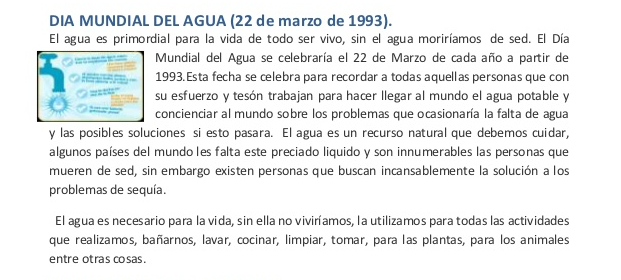 DIA MUNDIAL DEL AGUA (22 de marzo de 1993).
El agua es primordial para la vida de todo ser vivo, sin el agua moriríamos de sed. El Día
Mundial del Agua se celebraría el 22 de Marzo de cada año a partir de
1993.Esta fecha se celebra para recordar a todas aquellas personas que con
su esfuerzo y tesón trabajan para hacer llegar al mundo el agua potable y
concienciar al mundo sobre los problemas que ocasionaría la falta de agua
y las posibles soluciones si esto pasara. El agua es un recurso natural que debemos cuidar,
algunos países del mundo les falta este preciado liquido y son innumerables las personas que
mueren de sed, sin embargo existen personas que buscan incansablemente la solución a los
problemas de sequía.
El agua es necesario para la vida, sin ella no viviríamos, la utilizamos para todas las actividades
que realizamos, bañarnos, lavar, cocinar, limpiar, tomar, para las plantas, para los animales
entre otras cosas.